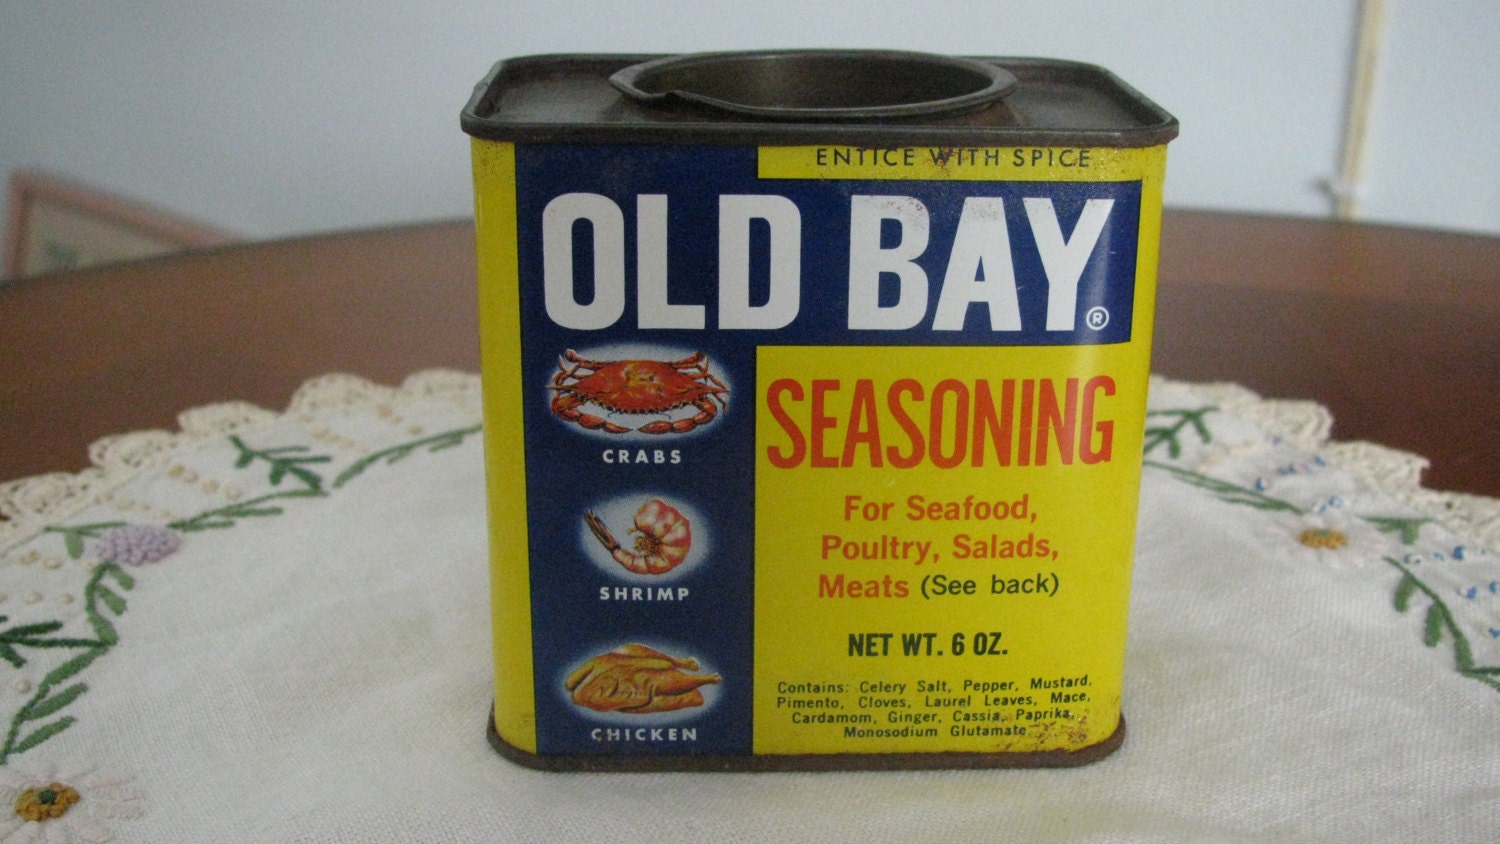 ENTICE WITH SPICE
OLD BAY®
SEASONING
For Seafood,
Poultry, Salads,
Meats (See back)
NET WT. 6 OZ.
Contains: Celery Salt, Pepper, Mustard,
Pimento, Cloves, Laurel Leaves, Mace,
Cardamom, Ginger, Cassia, Paprika,
Monosodium Glutamate
CRABS
SHRIMP
CHICKEN